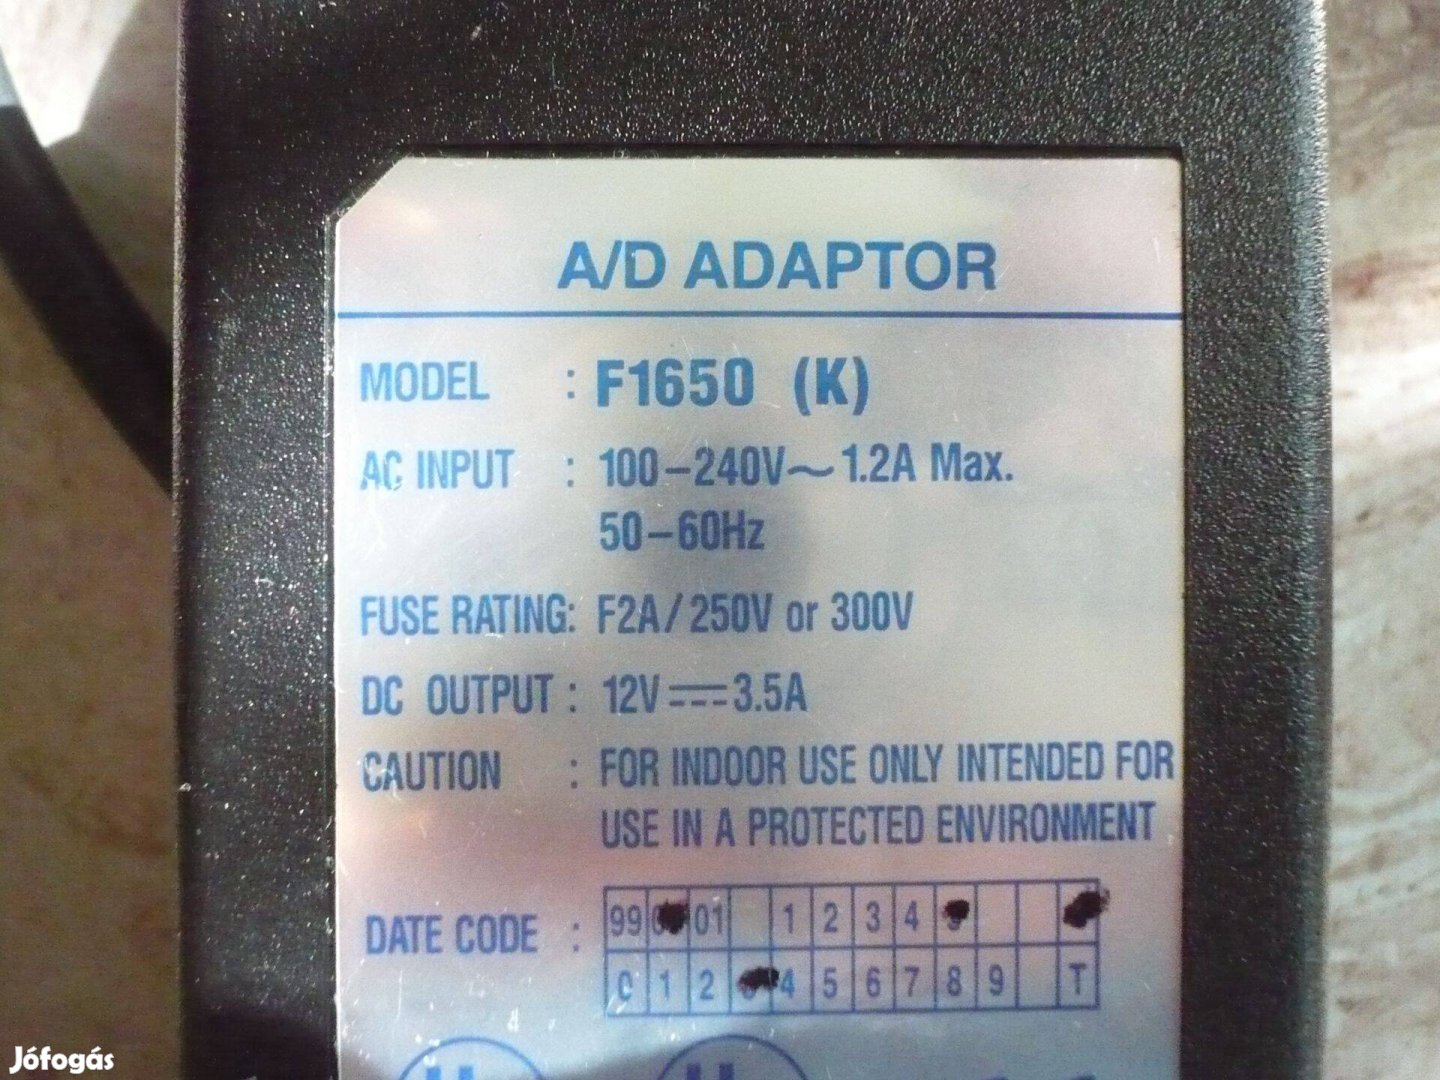 A/D ADAPTOR
MODEL : F1650 (K)
AC INPUT : 100–240V～ 1.2A Max.
50–60Hz
FUSE RATING: F2A/250V or 300V
DC OUTPUT : 12V⎓3.5A
CAUTION : FOR INDOOR USE ONLY INTENDED FOR
USE IN A PROTECTED ENVIRONMENT
DATE CODE : 99 01 1 2 3 4
0 1 2 4 5 6 7 8 9 T
Jófogás